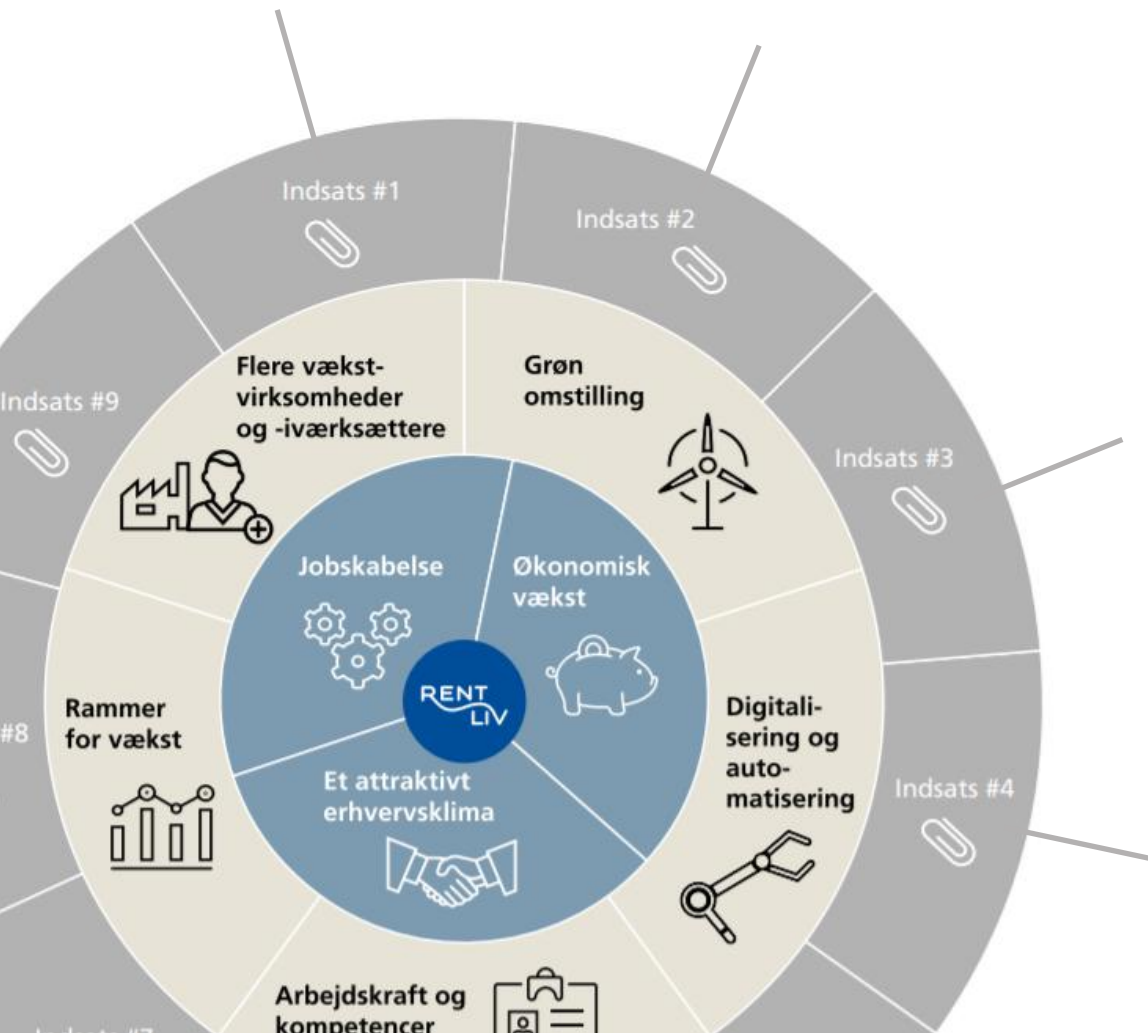 Indsats #1
Indsats #2
Indsats #9
Flere vækst-
virksomheder
og -iværksættere
Grøn
omstilling
Indsats #3
Jobskabelse
Økonomisk
vækst
RENT
LIV
Rammer
for vækst
#8
Digitali-
sering og
auto-
matisering
Et attraktivt
erhvervsklima
Indsats #4
Arbejdskraft og
kompetencer